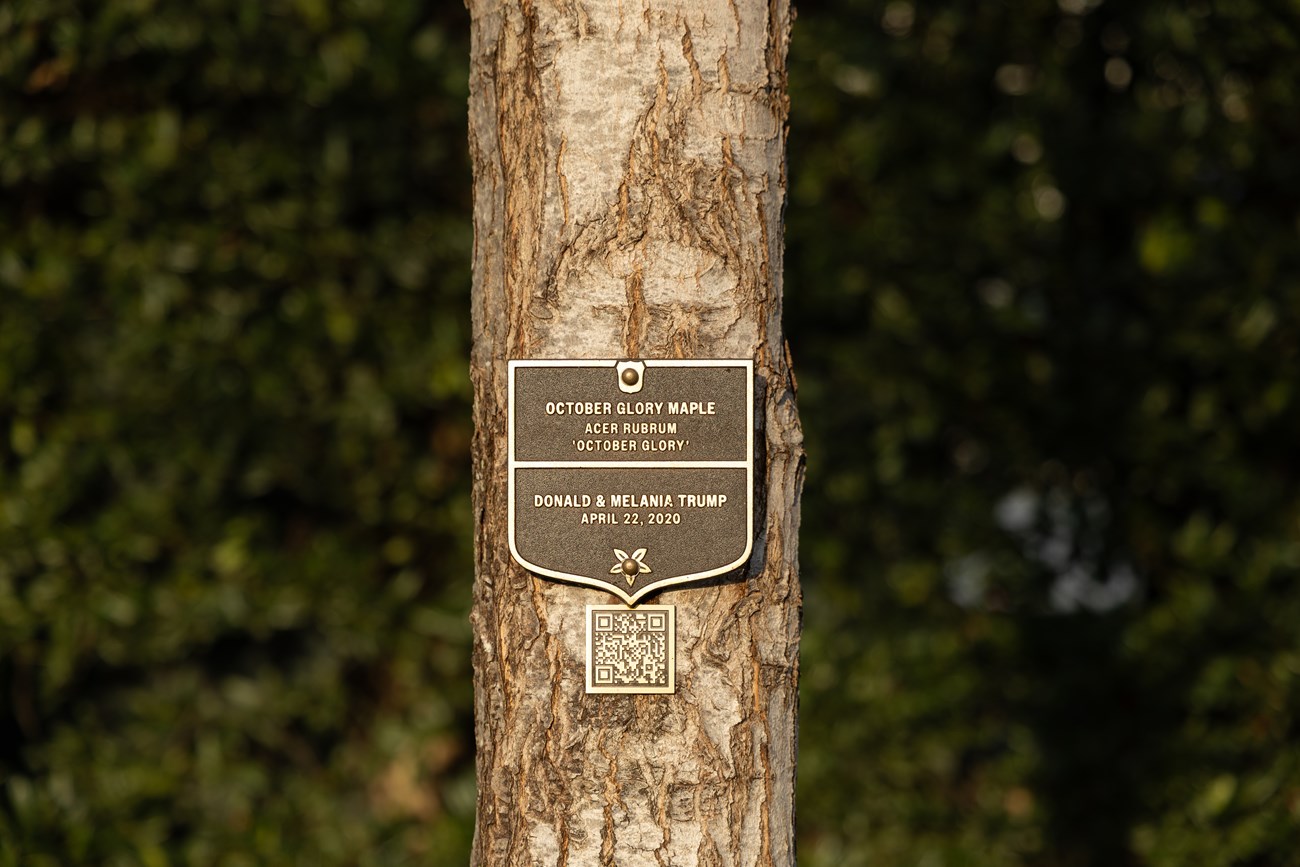 OCTOBER GLORY MAPLE
ACER RUBRUM
'OCTOBER GLORY'
DONALD & MELANIA TRUMP
APRIL 22, 2020